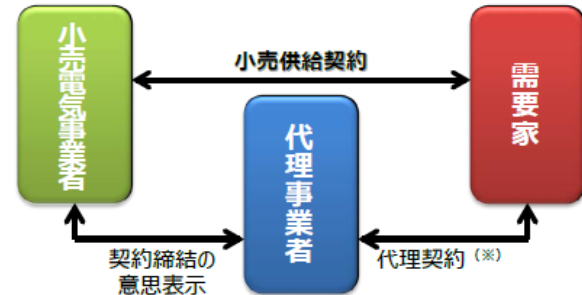 小売電気事業者
小売供給契約
需要家
代理事業者
契約締結の
意思表示
代理契約（※）